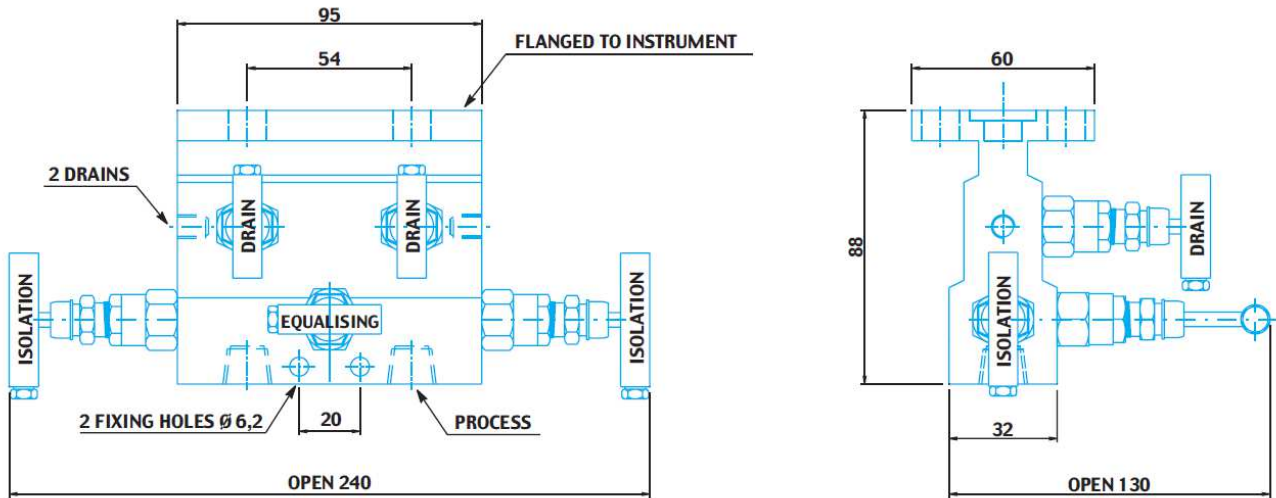 95
FLANGED TO INSTRUMENT
54
60
2 DRAINS
DRAIN
DRAIN
DRAIN
88
ISOLATION
EQUALISING
ISOLATION
ISOLATION
2 FIXING HOLES Ø 6,2
20
PROCESS
32
OPEN 240
OPEN 130